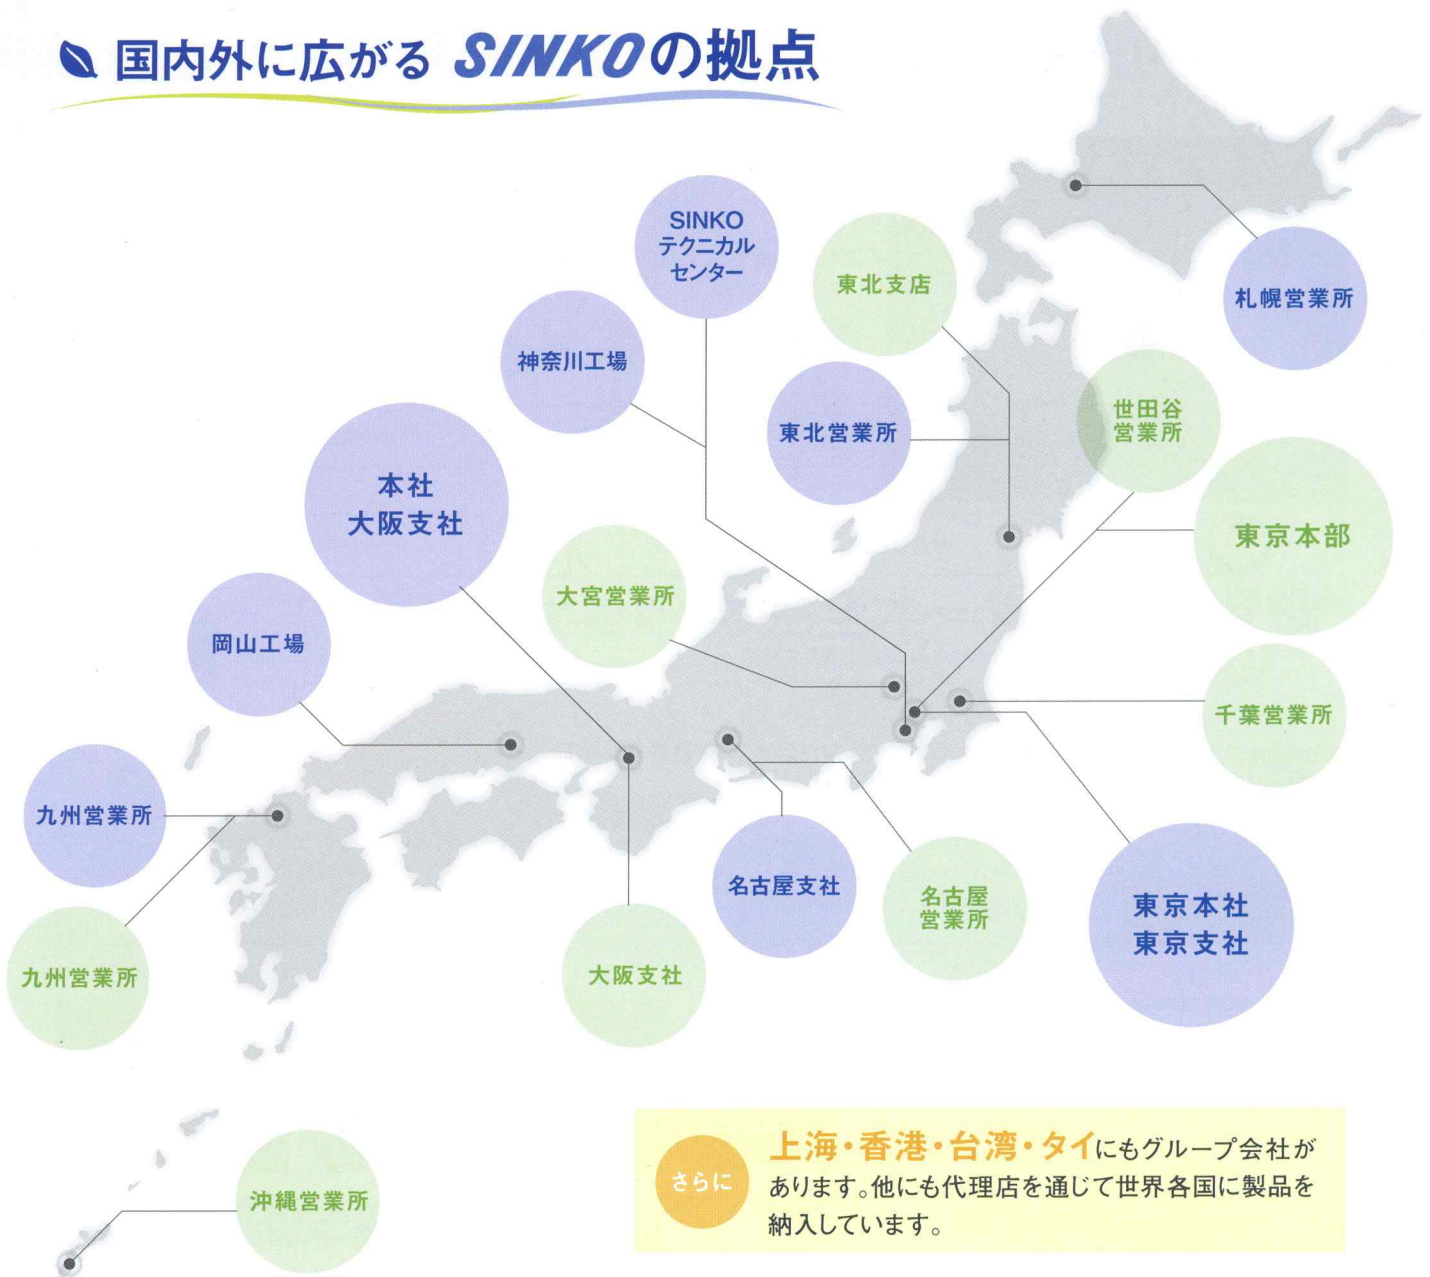 国内外に広がる SINKOの拠点
SINKO
テクニカル
センター
東北支店
札幌営業所
神奈川工場
東北営業所
世田谷
営業所
本社
大阪支社
東京本部
大宮営業所
岡山工場
千葉営業所
九州営業所
名古屋支社
名古屋
営業所
東京本社
東京支社
九州営業所
大阪支社
沖縄営業所
さらに
上海・香港・台湾・タイにもグループ会社が
あります。他にも代理店を通じて世界各国に製品を
納入しています。